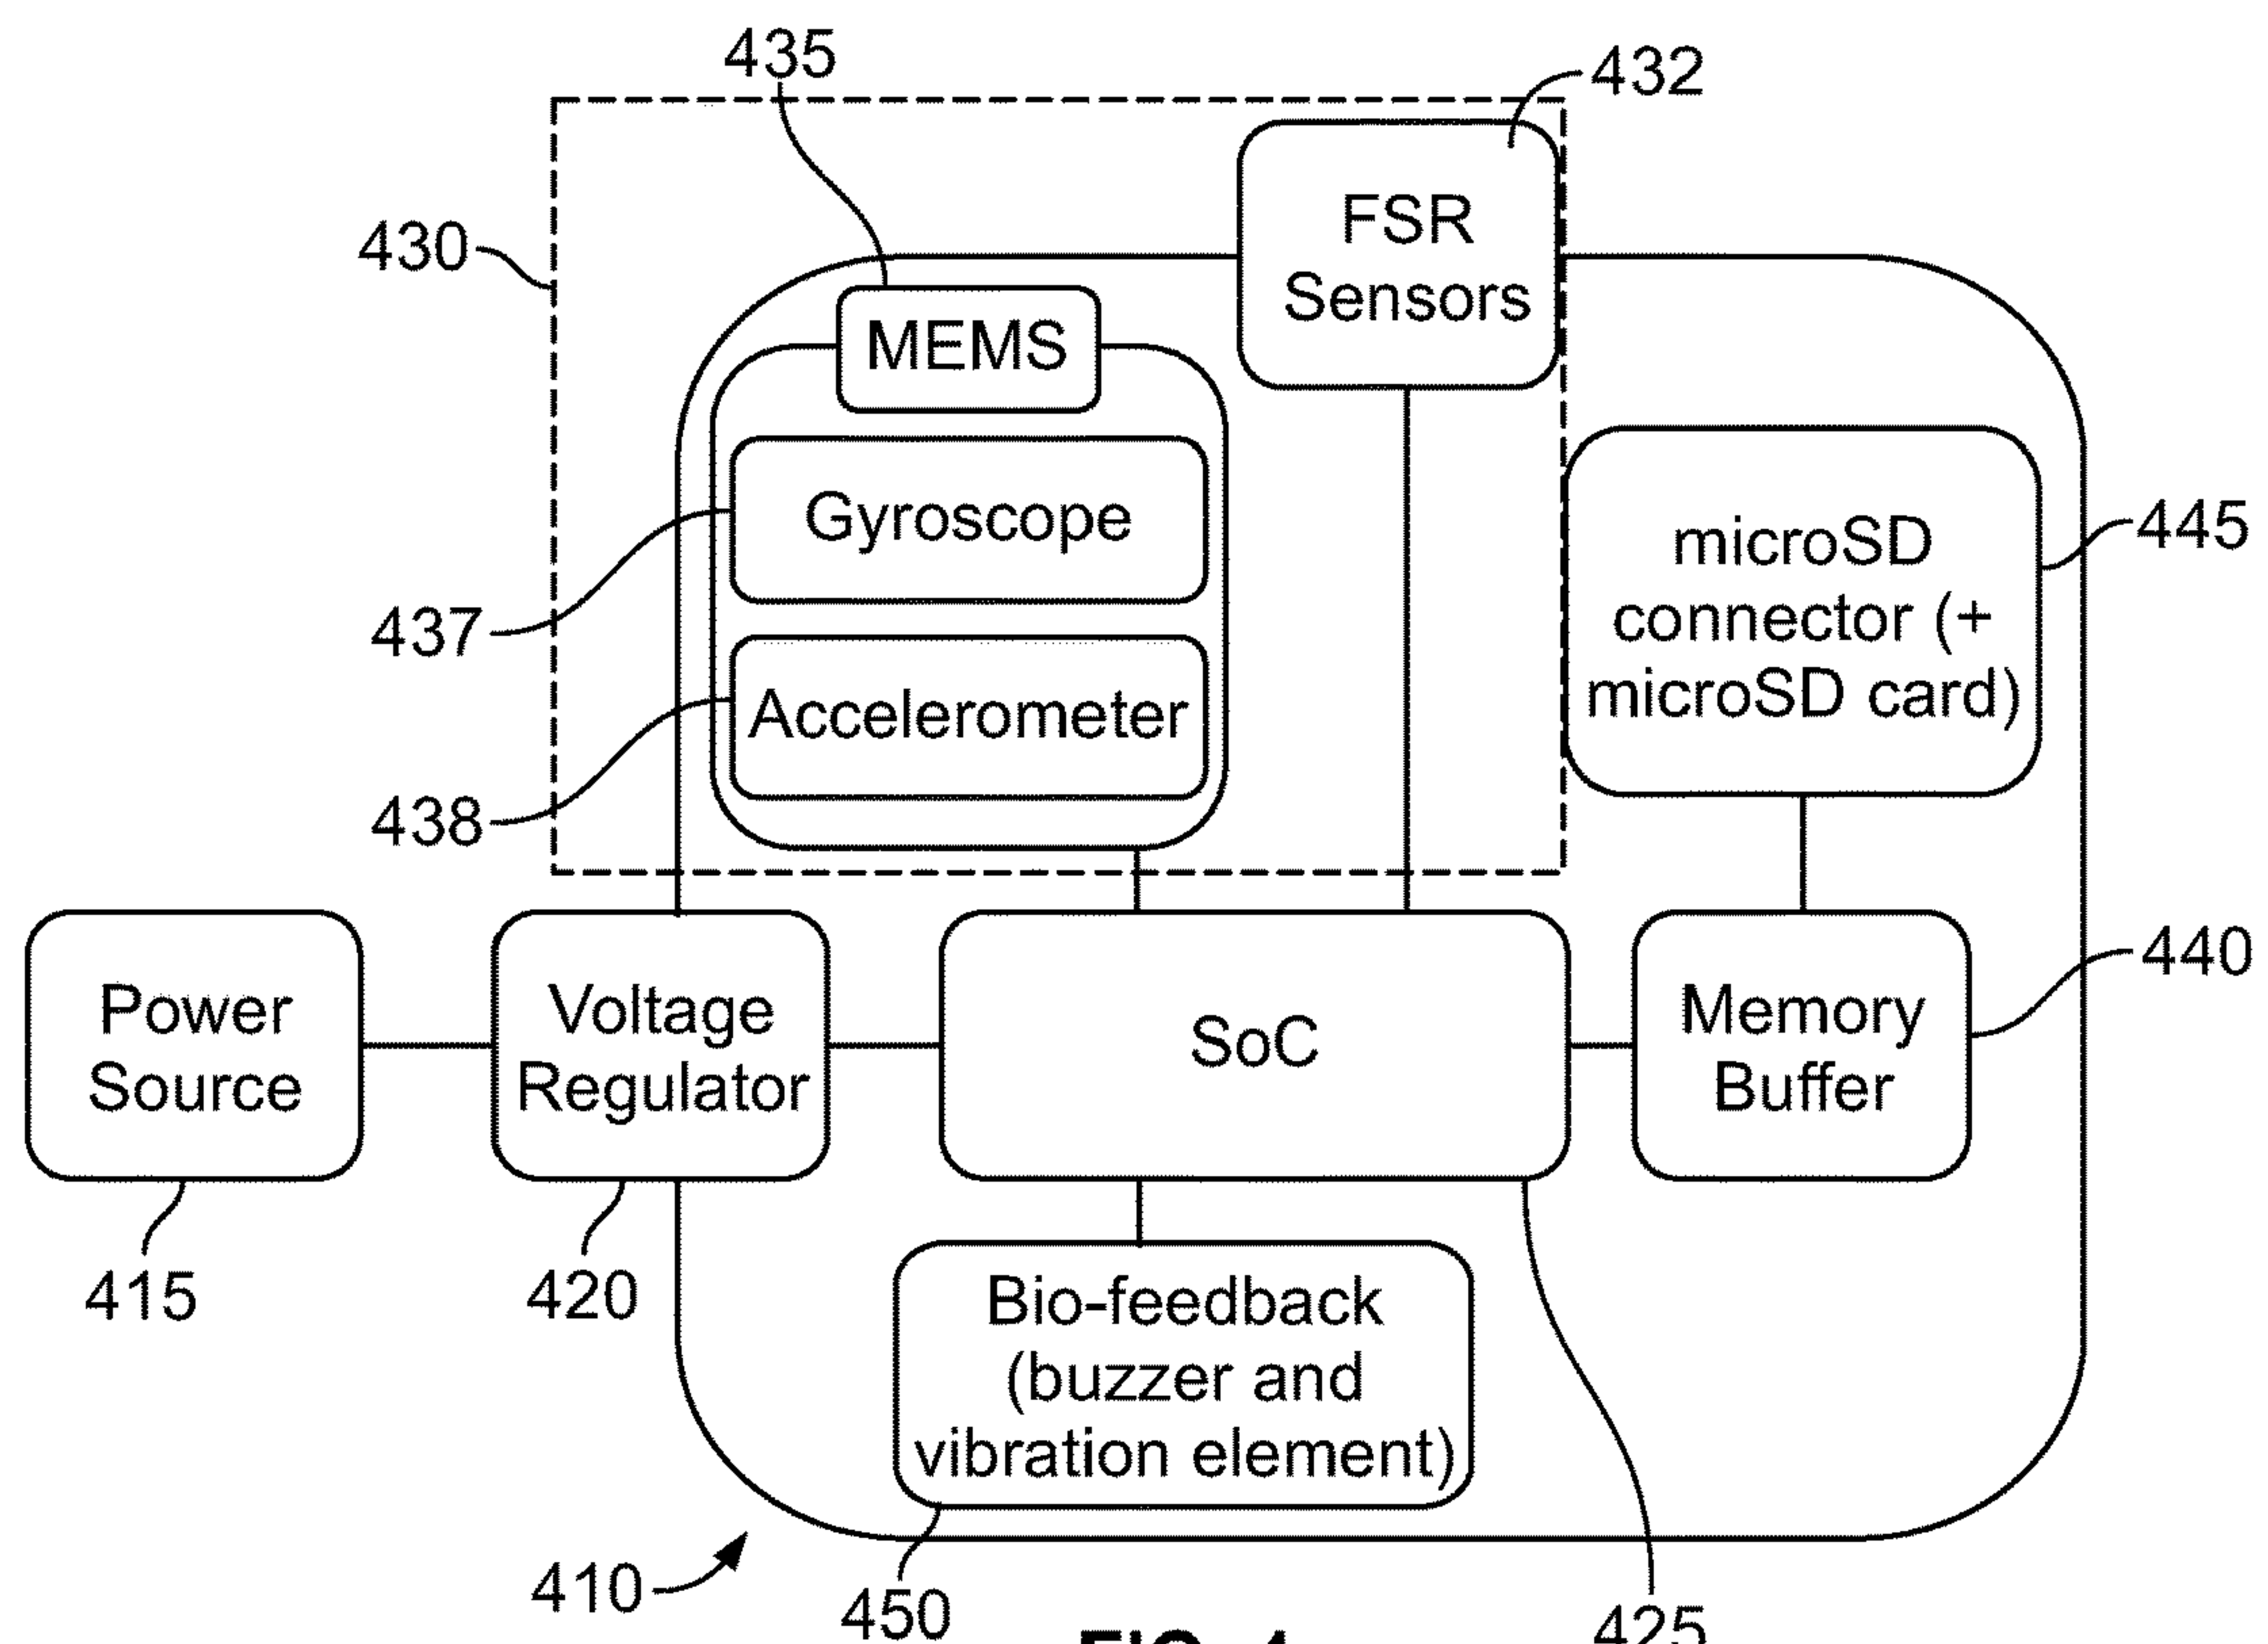 435
432
FSR
Sensors
430
MEMS
Gyroscope
437
Accelerometer
438
microSD
connector (+
microSD card)
445
Power
Source
Voltage
Regulator
SoC
Memory
Buffer
440
415
420
Bio-feedback
(buzzer and
vibration element)
410
450
425